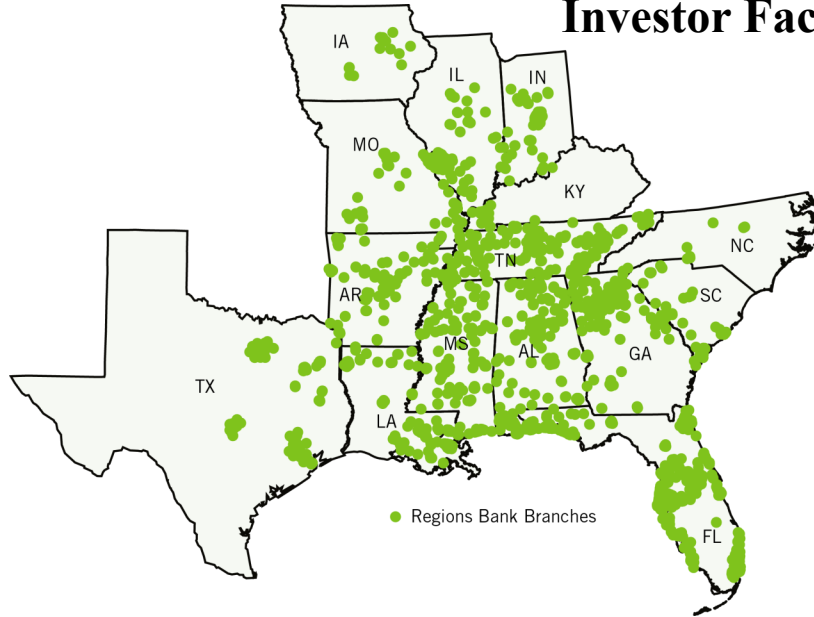 Investor Fac
IA
IL
IN
MO
KY
NC
TN
AR
SC
MS
AL
GA
TX
LA
Regions Bank Branches
FL